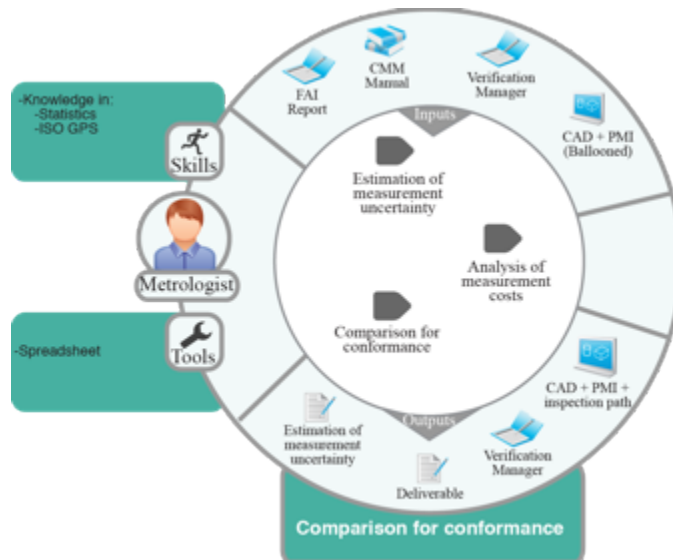 -Knowledge in:
-Statistics
-ISO GPS
Skills
Metrologist
-Spreadsheet
Tools
FAI
Report
CMM
Manual
Verification
Manager
CAD + PMI
(Ballooned)
Inputs
Estimation of
measurement
uncertainty
Analysis of
measurement
costs
Comparison for
conformance
Outputs
Estimation of
measurement
uncertainty
Deliverable
Verification
Manager
CAD + PMI +
inspection path
Comparison for conformance